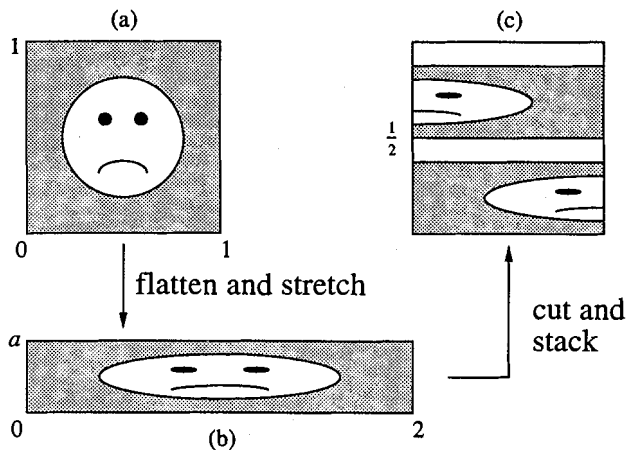 (a)
(c)
1
1/2
0
1
flatten and stretch
cut and
stack
a
0
(b)
2